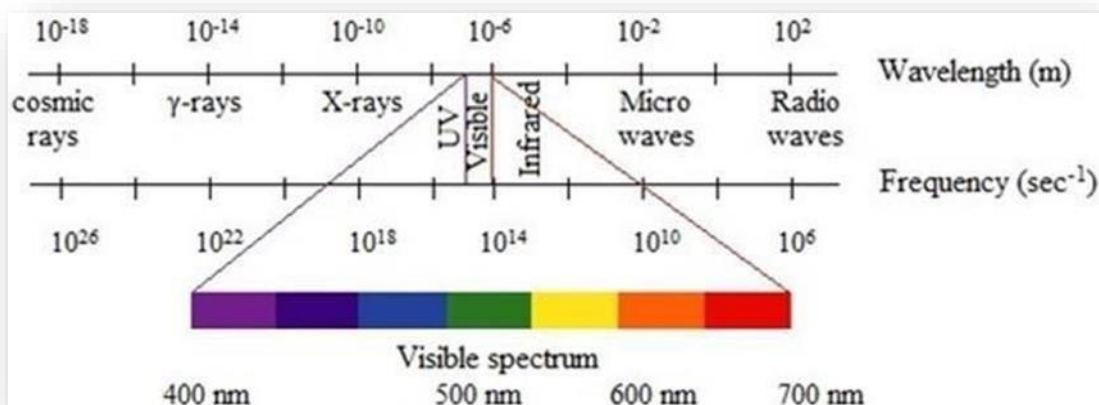 10⁻¹⁸ 10⁻¹⁴ 10⁻¹⁰ 10⁻⁶ 10⁻² 10²
Wavelength (m)
cosmic rays
γ-rays
X-rays
UV
Visible
Infrared
Micro waves
Radio waves
Frequency (sec⁻¹)
10²⁶ 10²² 10¹⁸ 10¹⁴ 10¹⁰ 10⁶
Visible spectrum
400 nm 500 nm 600 nm 700 nm